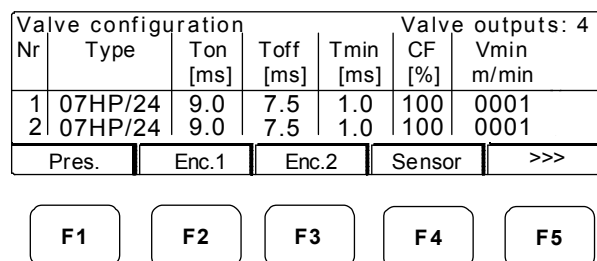 Valve configuration Valve outputs: 4
Nr Type Ton Toff Tmin CF Vmin
[ms] [ms] [ms] [%] m/min
1 07HP/24 9.0 7.5 1.0 100 0001
2 07HP/24 9.0 7.5 1.0 100 0001
Pres. Enc.1 Enc.2 Sensor >>>
F1 F2 F3 F4 F5